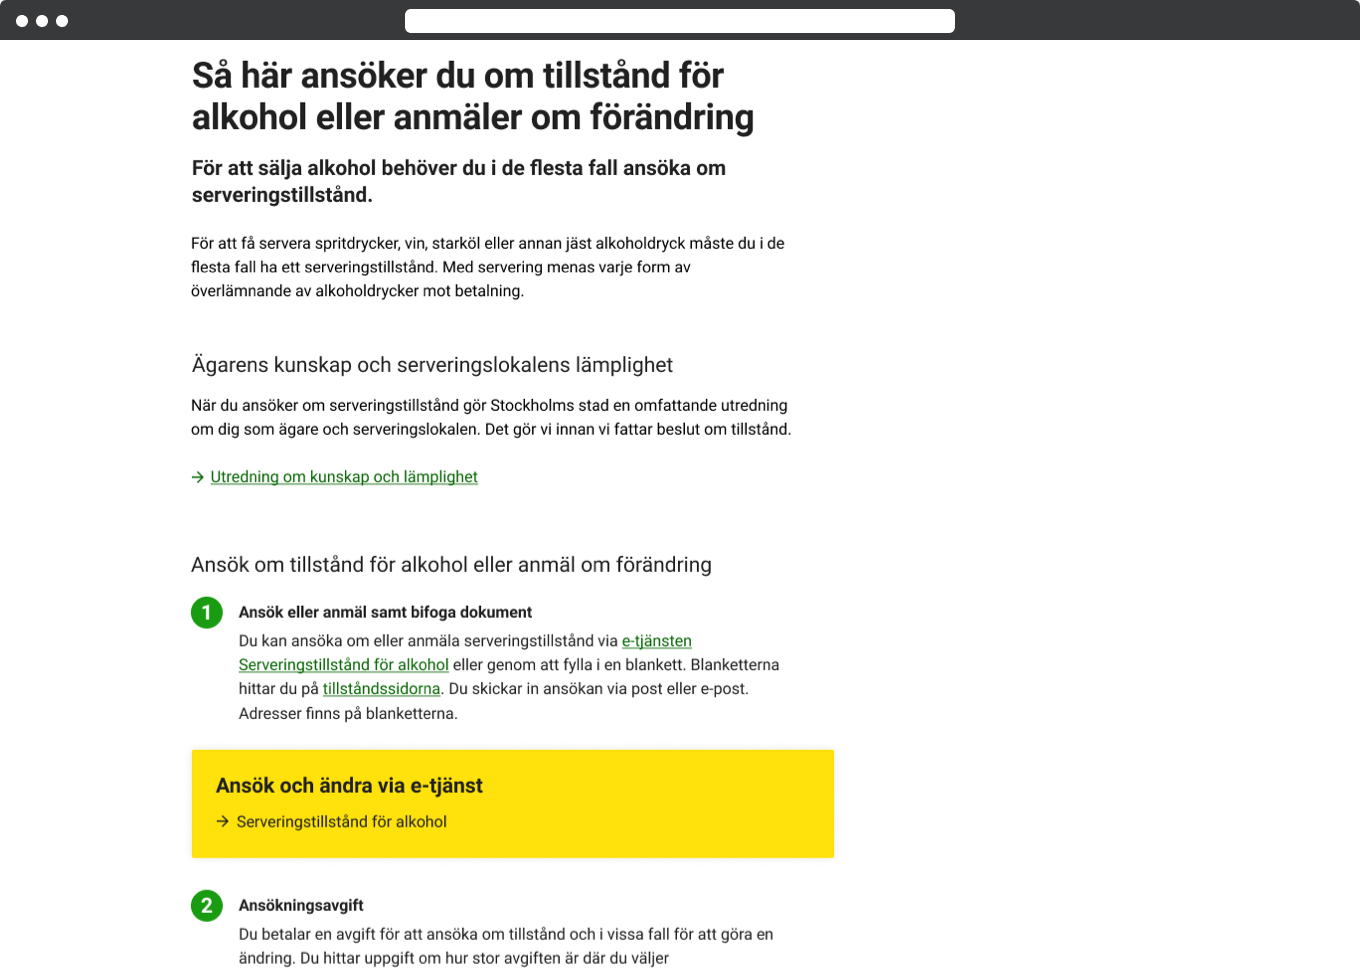 Så här ansöker du om tillstånd för
alkohol eller anmäler om förändring
För att sälja alkohol behöver du i de flesta fall ansöka om
serveringstillstånd.
För att få servera spritdrycker, vin, starköl eller annan jäst alkoholdryck måste du i de
flesta fall ha ett serveringstillstånd. Med servering menas varje form av
överlämnande av alkoholdrycker mot betalning.
Ägarens kunskap och serveringslokalens lämplighet
När du ansöker om serveringstillstånd gör Stockholms stad en omfattande utredning
om dig som ägare och serveringslokalen. Det gör vi innan vi fattar beslut om tillstånd.
→ Utredning om kunskap och lämplighet
Ansök om tillstånd för alkohol eller anmäl om förändring
1 Ansök eller anmäl samt bifoga dokument
Du kan ansöka om eller anmäla serveringstillstånd via e-tjänsten
Serveringstillstånd för alkohol eller genom att fylla i en blankett. Blanketterna
hittar du på tillståndssidorna. Du skickar in ansökan via post eller e-post.
Adresser finns på blanketterna.
Ansök och ändra via e-tjänst
→ Serveringstillstånd för alkohol
2 Ansökningsavgift
Du betalar en avgift för att ansöka om tillstånd och i vissa fall för att göra en
ändring. Du hittar uppgift om hur stor avgiften är där du väljer